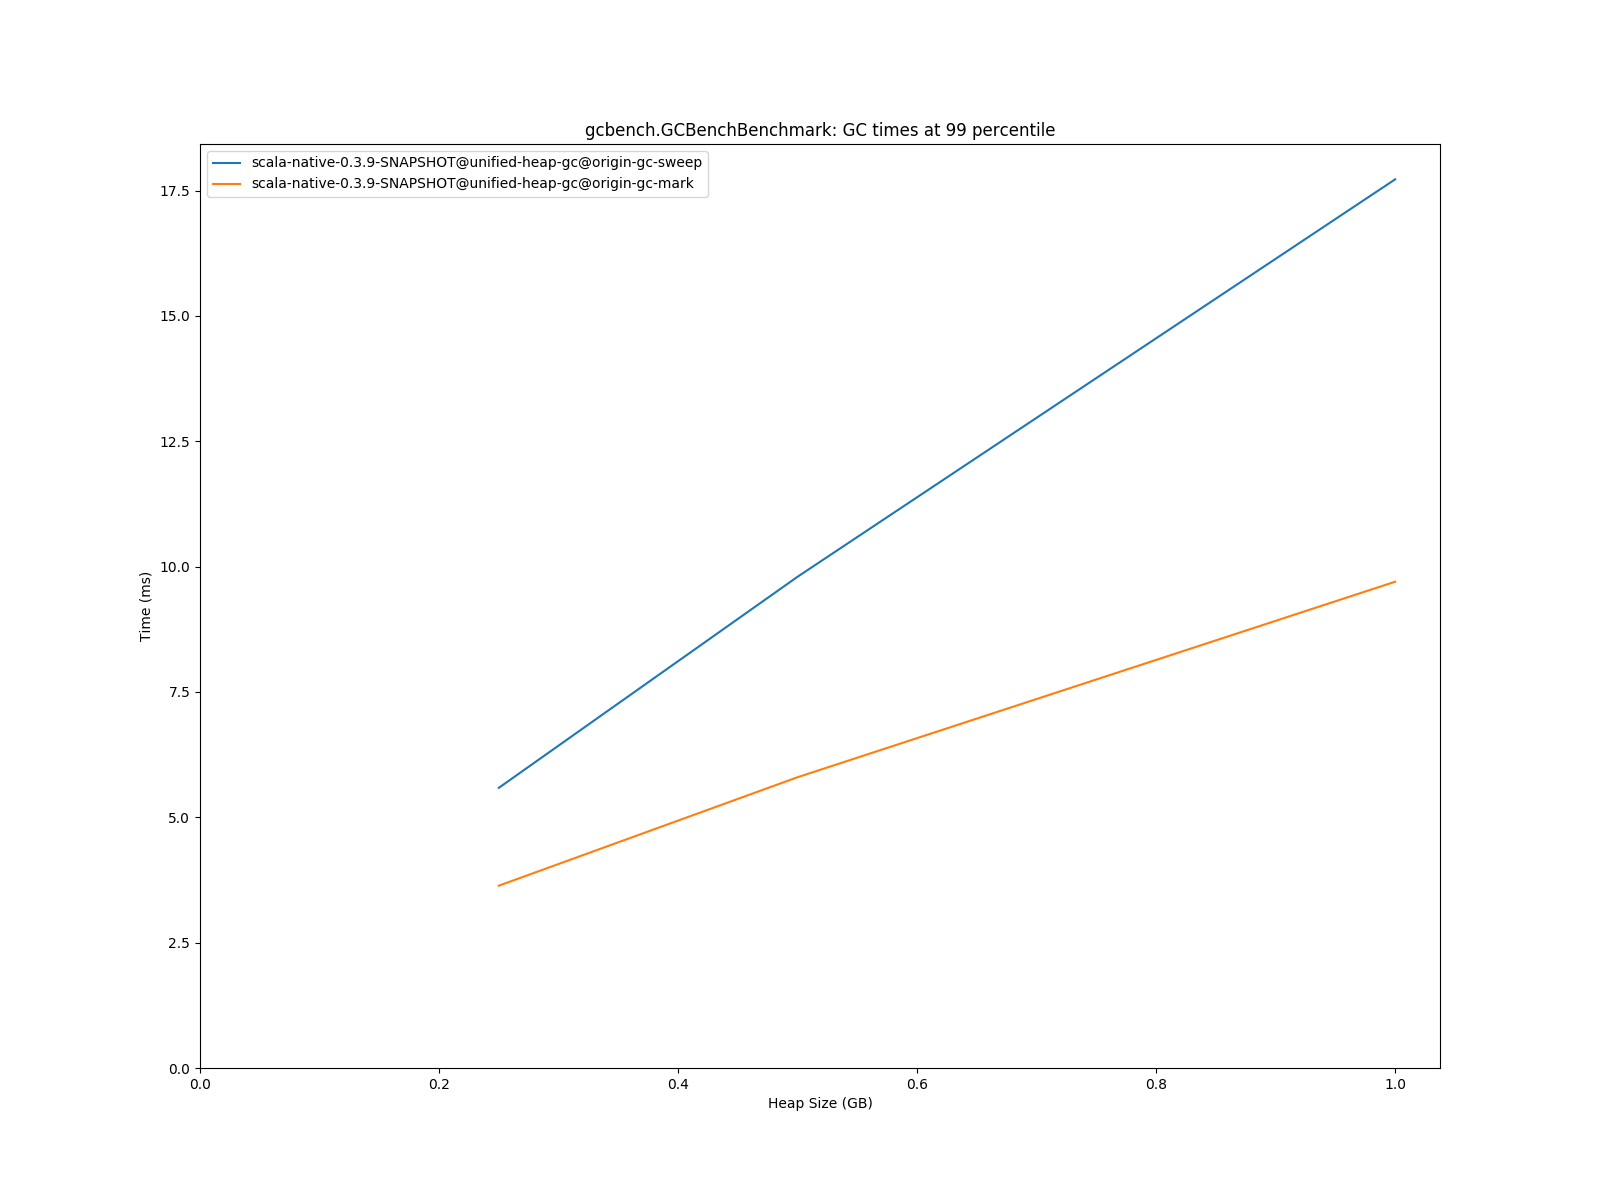 gcbench.GCBenchBenchmark: GC times at 99 percentile
scala-native-0.3.9-SNAPSHOT@unified-heap-gc@origin-gc-sweep
scala-native-0.3.9-SNAPSHOT@unified-heap-gc@origin-gc-mark
17.5
15.0
12.5
10.0
7.5
5.0
2.5
0.0
Time (ms)
0.0 0.2 0.4 0.6 0.8 1.0
Heap Size (GB)